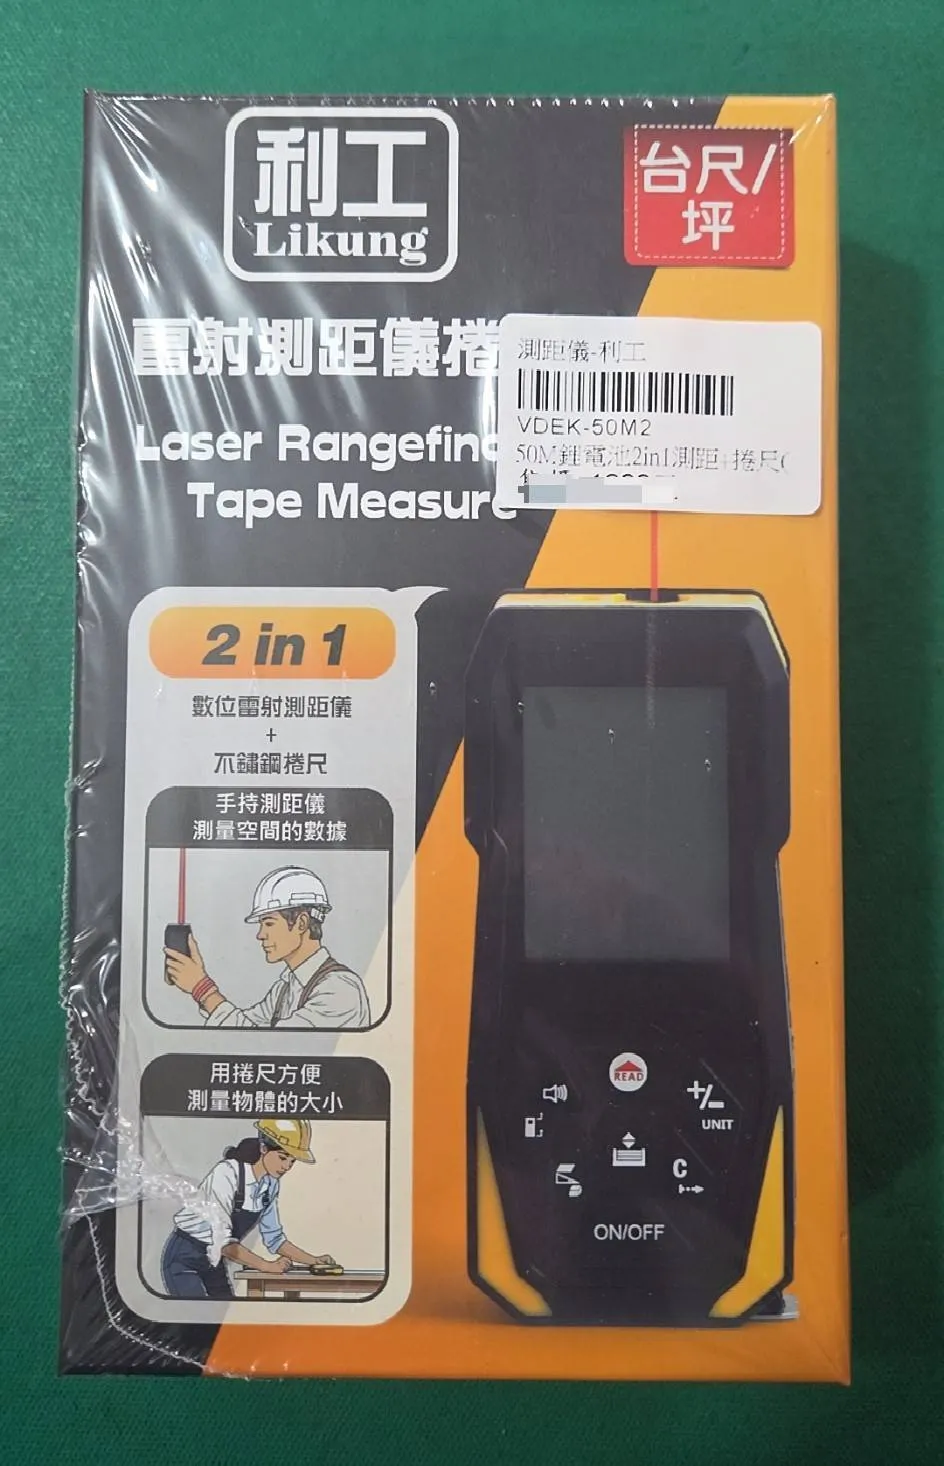 利工
Likung
台尺/
坪
雷射測距儀捲
Laser Rangefin
Tape Measure
測距儀-利工
VDEK-50M2
50M鋰電池2in1測距+捲尺(
2 in 1
數位雷射測距儀
+
不鏽鋼捲尺
手持測距儀
測量空間的數據
用捲尺方便
測量物體的大小
READ
+/-
UNIT
C
ON/OFF